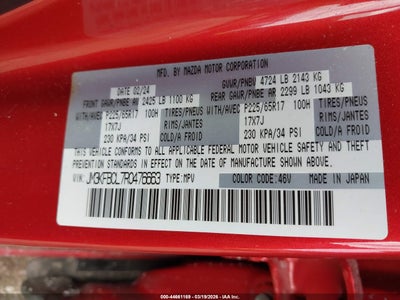 MFD. BY MAZDA MOTOR CORPORATION
DATE 02/24 GVWR/PNBV 4724 LB 2143 KG
FRONT GAWR/PNBE AV 2425 LB 1100 KG REAR GAWR/PNBE AR 2299 LB 1043 KG
WITH/AVEC P225/65R17 100H TIRES/PNEUS WITH/AVEC P225/65R17 100H TIRES/PNEUS
17X7J RIMS/JANTES 17X7J RIMS/JANTES
230 KPA/34 PSI COLD/A FROID 230 KPA/34 PSI COLD/A FROID
THIS VEHICLE CONFORMS TO ALL APPLICABLE FEDERAL MOTOR VEHICLE SAFETY, BUMPER, AND
THEFT PREVENTION STANDARDS IN EFFECT ON THE DATE OF MANUFACTURE SHOWN ABOVE.
VIN: JM3KFBCL7R0476663 TYPE:MPV COLOR CODE:46V MADE IN JAPAN
000-44661169 - 03/19/2026 - IAA Inc.